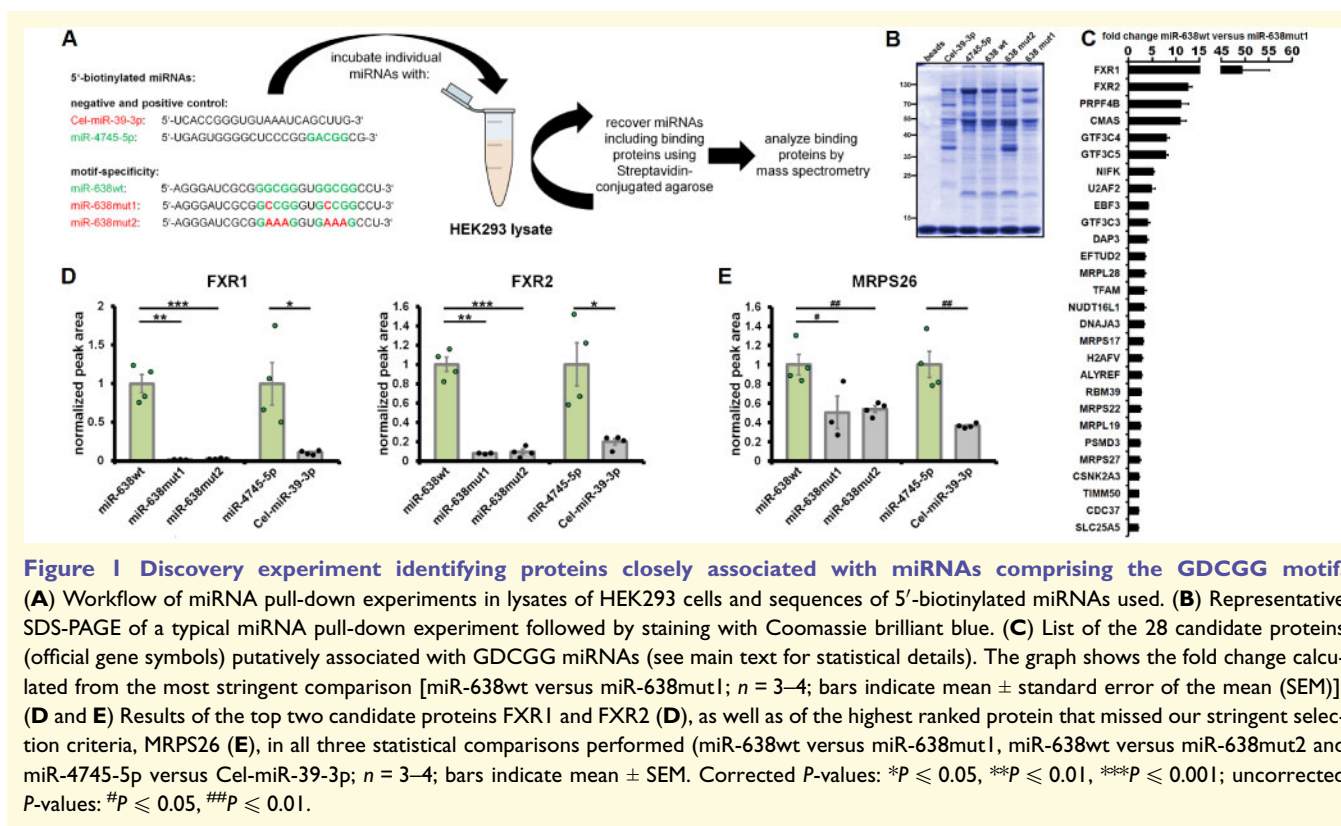 A
5'-biotinylated miRNAs:
negative and positive control:
Cel-miR-39-3p: 5'-UCACCGGGUGUAAAUCAGCUUG-3'
miR-4745-5p: 5'-UGAGUGGGGCUCCCGGGACGGCG-3'
motif-specificity:
miR-638wt: 5'-AGGGAUCGCGGGCGGGUGGCGGCCU-3'
miR-638mut1: 5'-AGGGAUCGCGGCCGGGUGCCGGCCU-3'
miR-638mut2: 5'-AGGGAUCGCGGAAAGGUGAAAGCCU-3'
incubate individual
miRNAs with:
HEK293 lysate
recover miRNAs
including binding
proteins using
Streptavidin-
conjugated agarose
analyze binding
proteins by
mass spectrometry
B
beads
Cel-39-3p
4745-5p
638 wt
638 mut2
638 mut1
130
70
55
40
35
25
15
C
fold change miR-638wt versus miR-638mut1
0 5 10 15 45 50 55 60
FXR1
FXR2
PRPF4B
CMAS
GTF3C4
GTF3C5
NIFK
U2AF2
EBF3
GTF3C3
DAP3
EFTUD2
MRPL28
TFAM
NUDT16L1
DNAJA3
MRPS17
H2AFV
ALYREF
RBM39
MRPS22
MRPL19
PSMD3
MRPS27
CSNK2A3
TIMM50
CDC37
SLC25A5
D
FXR1
normalized peak area
2
1.5
1
0.5
0
***
**
*
miR-638wt
miR-638mut1
miR-638mut2
miR-4745-5p
Cel-miR-39-3p
FXR2
normalized peak area
1.6
1.4
1.2
1
0.8
0.6
0.4
0.2
0
***
**
*
miR-638wt
miR-638mut1
miR-638mut2
miR-4745-5p
Cel-miR-39-3p
E
MRPS26
normalized peak area
1.6
1.4
1.2
1
0.8
0.6
0.4
0.2
0
##
#
##
miR-638wt
miR-638mut1
miR-638mut2
miR-4745-5p
Cel-miR-39-3p
Figure 1 Discovery experiment identifying proteins closely associated with miRNAs comprising the GDCGG motif
(A) Workflow of miRNA pull-down experiments in lysates of HEK293 cells and sequences of 5′-biotinylated miRNAs used. (B) Representative
SDS-PAGE of a typical miRNA pull-down experiment followed by staining with Coomassie brilliant blue. (C) List of the 28 candidate proteins
(official gene symbols) putatively associated with GDCGG miRNAs (see main text for statistical details). The graph shows the fold change calcu-
lated from the most stringent comparison [miR-638wt versus miR-638mut1; n = 3–4; bars indicate mean ± standard error of the mean (SEM)]
(D and E) Results of the top two candidate proteins FXR1 and FXR2 (D), as well as of the highest ranked protein that missed our stringent selec-
tion criteria, MRPS26 (E), in all three statistical comparisons performed (miR-638wt versus miR-638mut1, miR-638wt versus miR-638mut2 and
miR-4745-5p versus Cel-miR-39-3p; n = 3–4; bars indicate mean ± SEM. Corrected P-values: *P ⩽ 0.05, **P ⩽ 0.01, ***P ⩽ 0.001; uncorrected
P-values: #P ⩽ 0.05, ##P ⩽ 0.01.